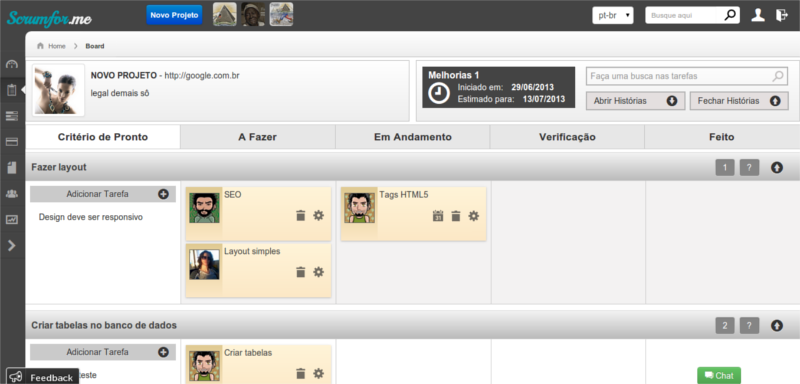 Scrumfor.me
Novo Projeto
pt-br
Busque aqui
Home > Board
NOVO PROJETO - http://google.com.br
legal demais sô
Melhorias 1
Iniciado em: 29/06/2013
Estimado para: 13/07/2013
Faça uma busca nas tarefas
Abrir Histórias
Fechar Histórias
Critério de Pronto
A Fazer
Em Andamento
Verificação
Feito
Fazer layout
1
?
Adicionar Tarefa
Design deve ser responsivo
SEO
Layout simples
Tags HTML5
31
Criar tabelas no banco de dados
2
?
Adicionar Tarefa
teste
Criar tabelas
Feedback
Chat